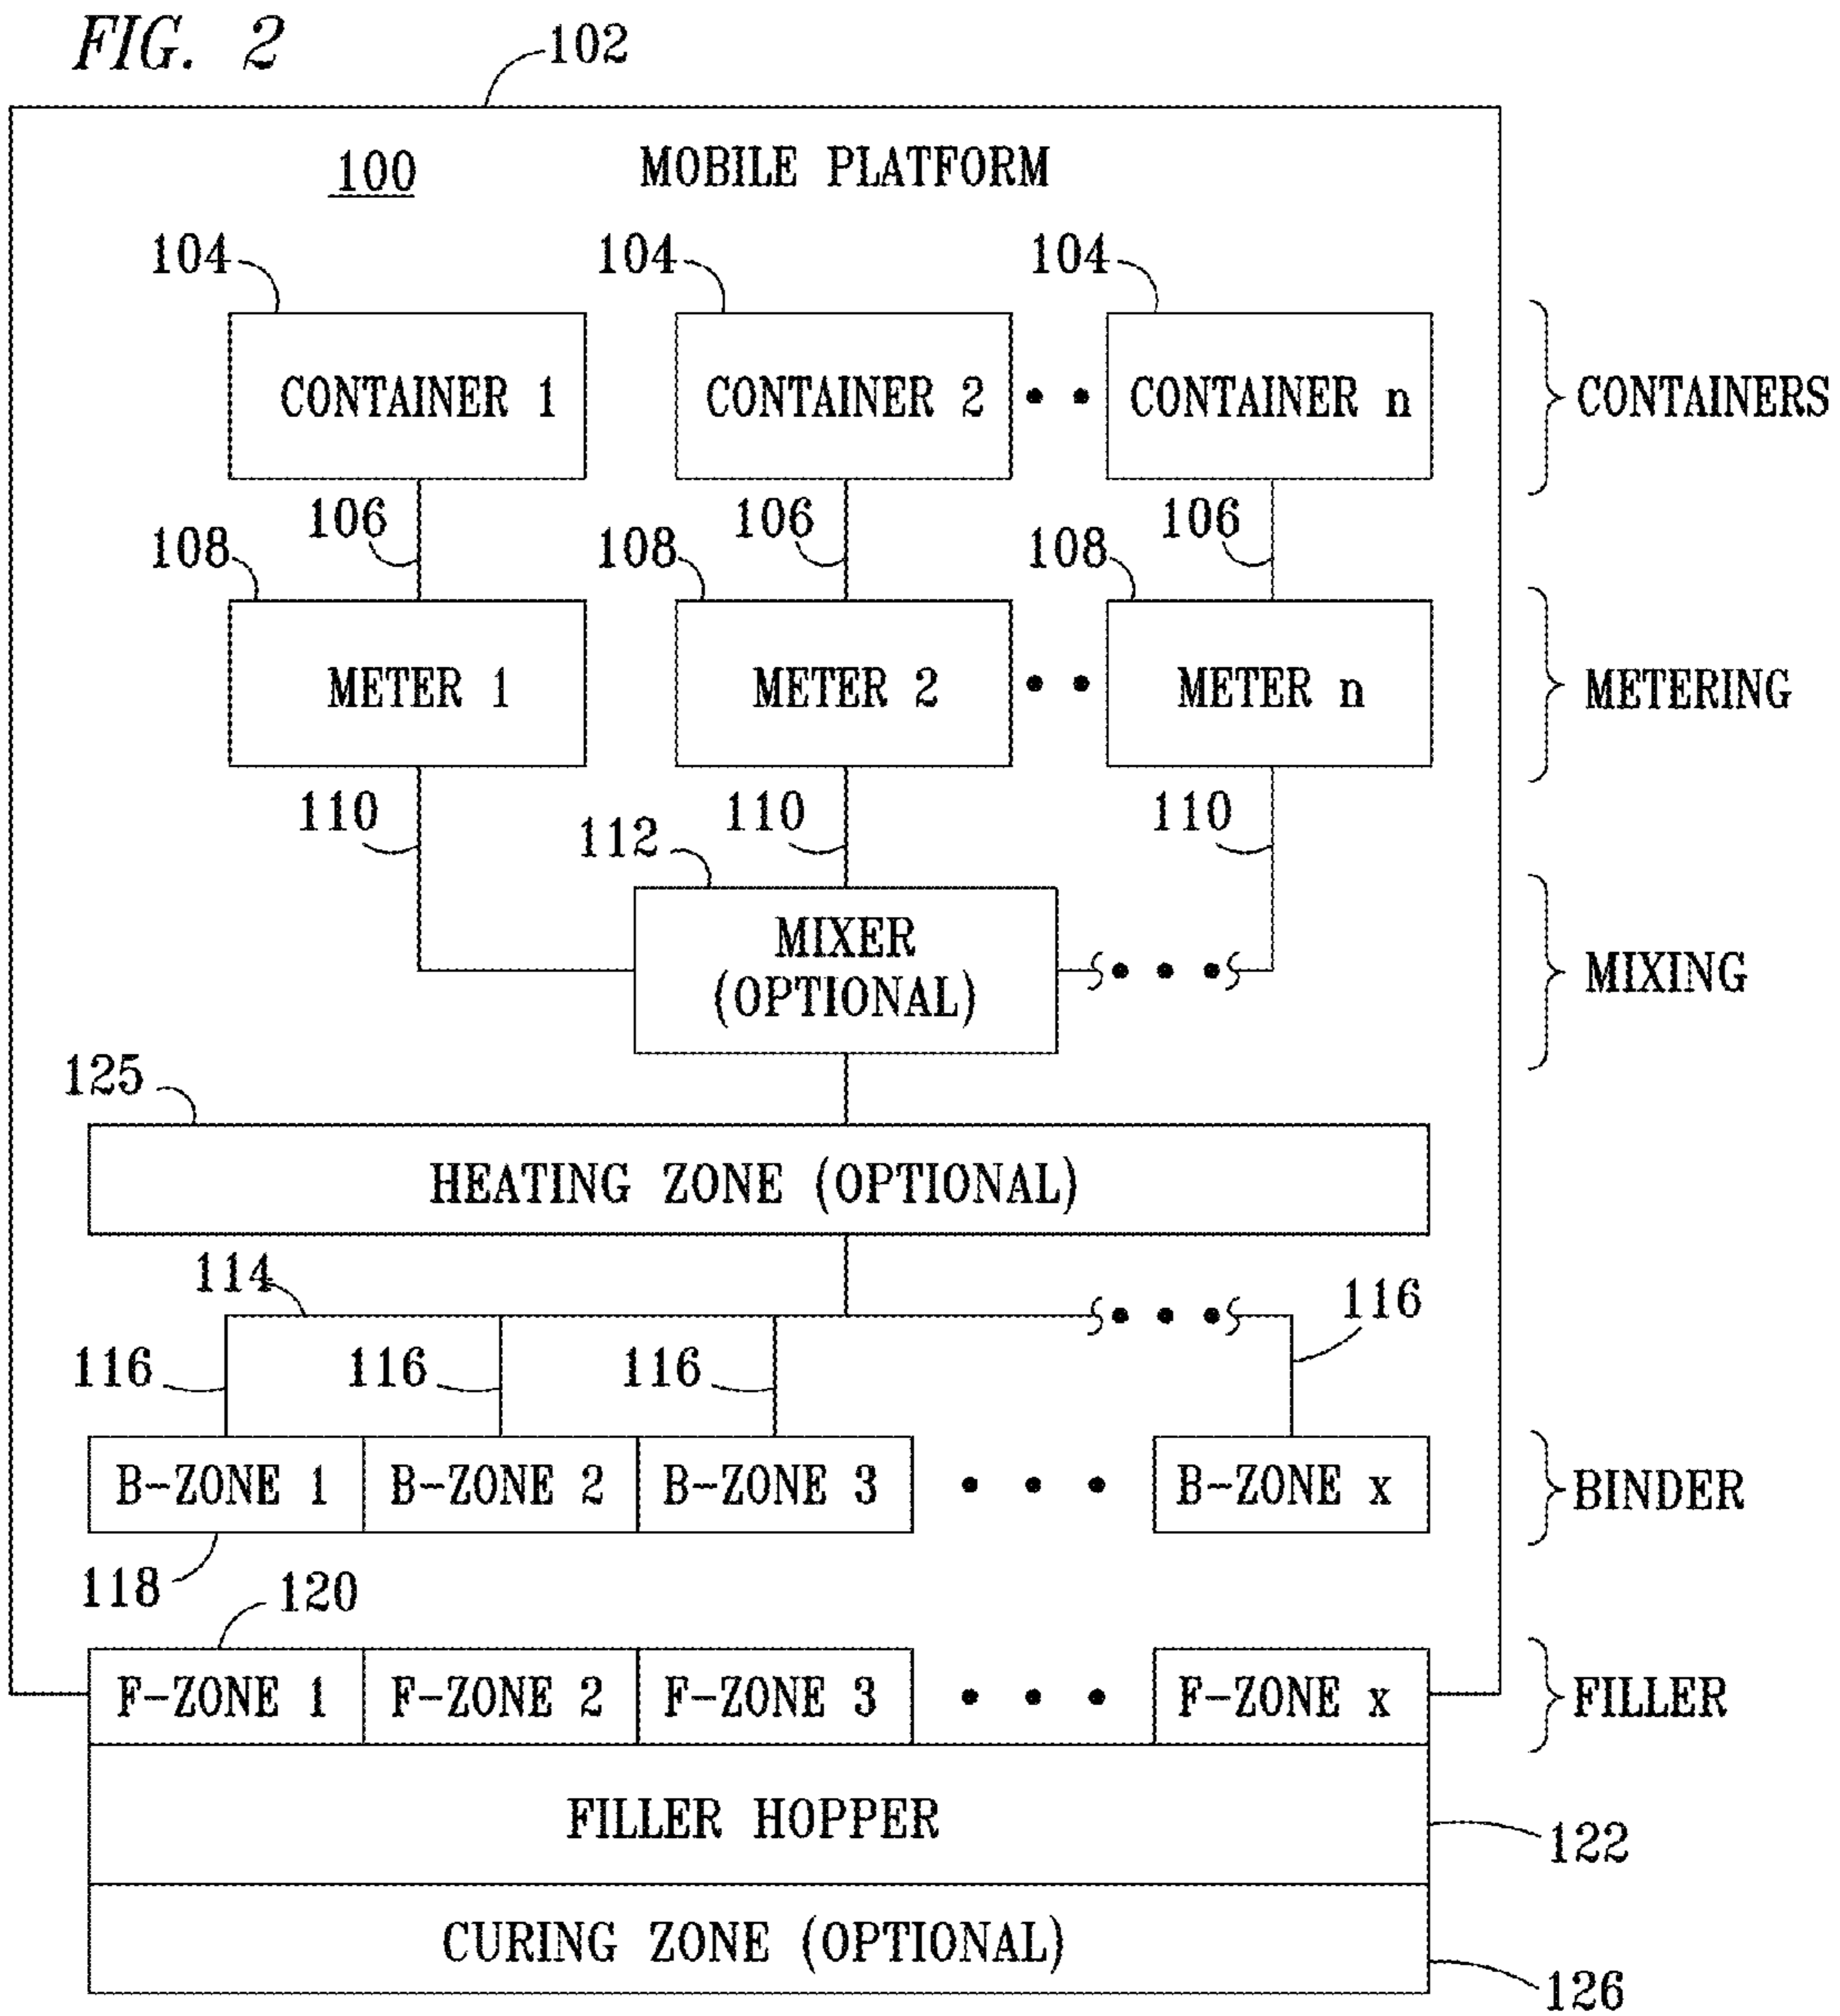 FIG. 2
102
100 MOBILE PLATFORM
104 104 104
CONTAINER 1 CONTAINER 2 CONTAINER n CONTAINERS
106 106 106
108 108 108
METER 1 METER 2 METER n METERING
110 110 110
112
MIXER
(OPTIONAL)
MIXING
125
HEATING ZONE (OPTIONAL)
114
116 116 116 116
B-ZONE 1 B-ZONE 2 B-ZONE 3 B-ZONE x BINDER
118
120
F-ZONE 1 F-ZONE 2 F-ZONE 3 F-ZONE x FILLER
FILLER HOPPER
122
CURING ZONE (OPTIONAL)
126